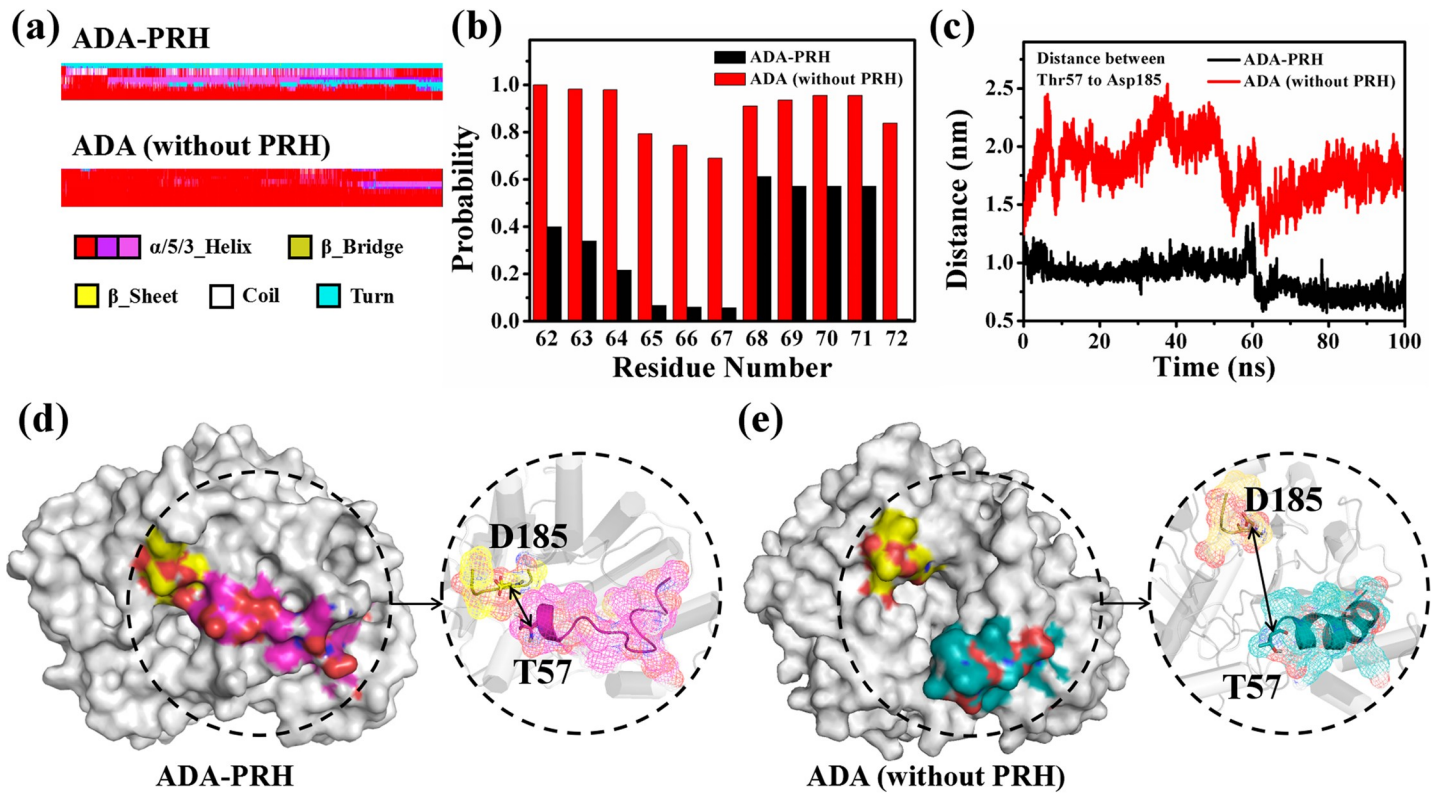 (a)
ADA-PRH
ADA (without PRH)
α/5/3_Helix
β_Bridge
β_Sheet
Coil
Turn
(b)
ADA-PRH
ADA (without PRH)
Probability
1.0
0.8
0.6
0.4
0.2
0.0
62 63 64 65 66 67 68 69 70 71 72
Residue Number
(c)
Distance between
Thr57 to Asp185
ADA-PRH
ADA (without PRH)
Distance (nm)
2.5
2.0
1.5
1.0
0.5
0 20 40 60 80 100
Time (ns)
(d)
D185
T57
ADA-PRH
(e)
D185
T57
ADA (without PRH)